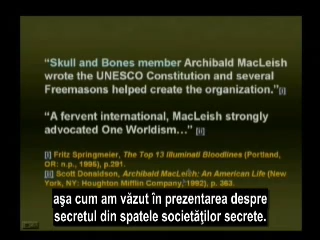 “Skull and Bones member Archibald MacLeish
wrote the UNESCO Constitution and several
Freemasons helped create the organization.”[i]
“A fervent international, MacLeish strongly
advocated One Worldism…” [ii]
[i] Fritz Springmeier, The Top 13 Illuminati Bloodlines (Portland,
OR: n.p., 1995), p.291.
[ii] Scott Donaldson, Archibald MacLeish: An American Life (New
York, NY: Houghton Mifflin Company, 1992), p. 363.
aşa cum am văzut în prezentarea despre
secretul din spatele societăţilor secrete.